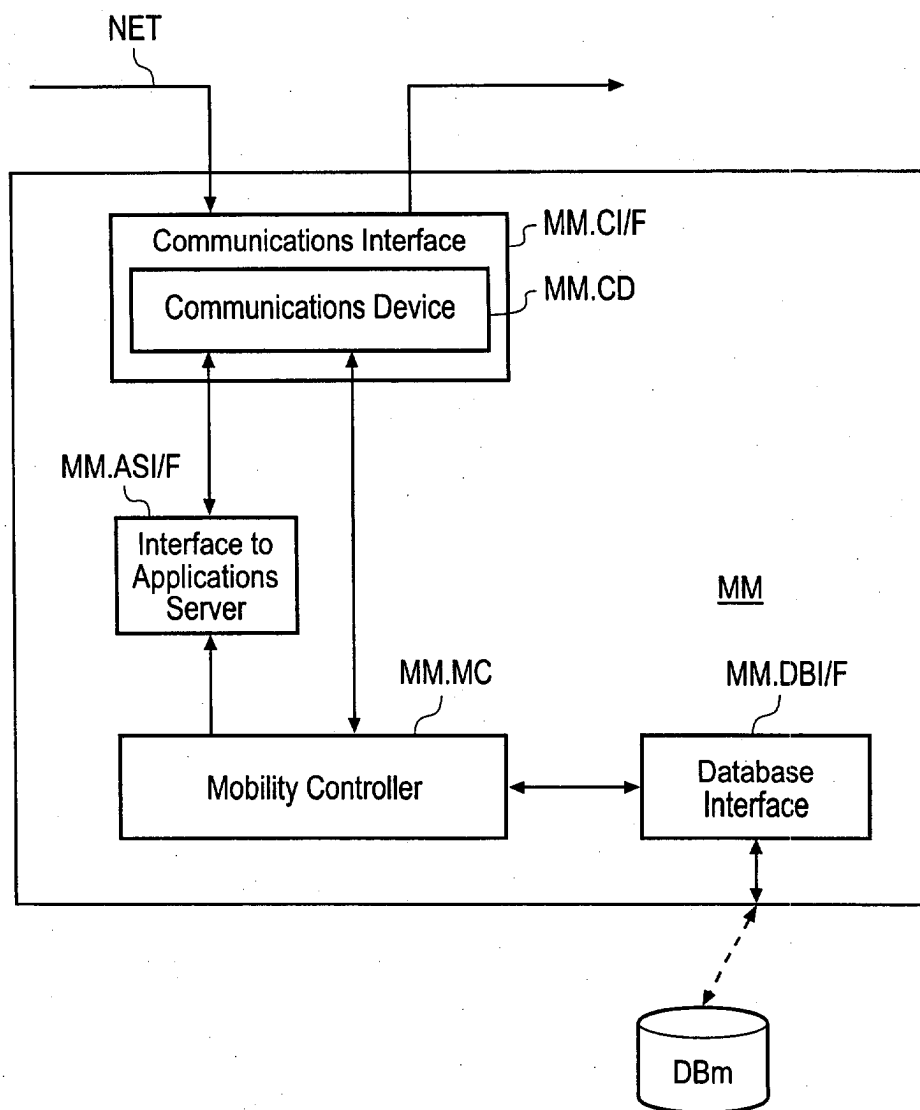 NET
Communications Interface
MM.CI/F
Communications Device
MM.CD
MM.ASI/F
Interface to
Applications
Server
MM
MM.MC
MM.DBI/F
Mobility Controller
Database
Interface
DBm